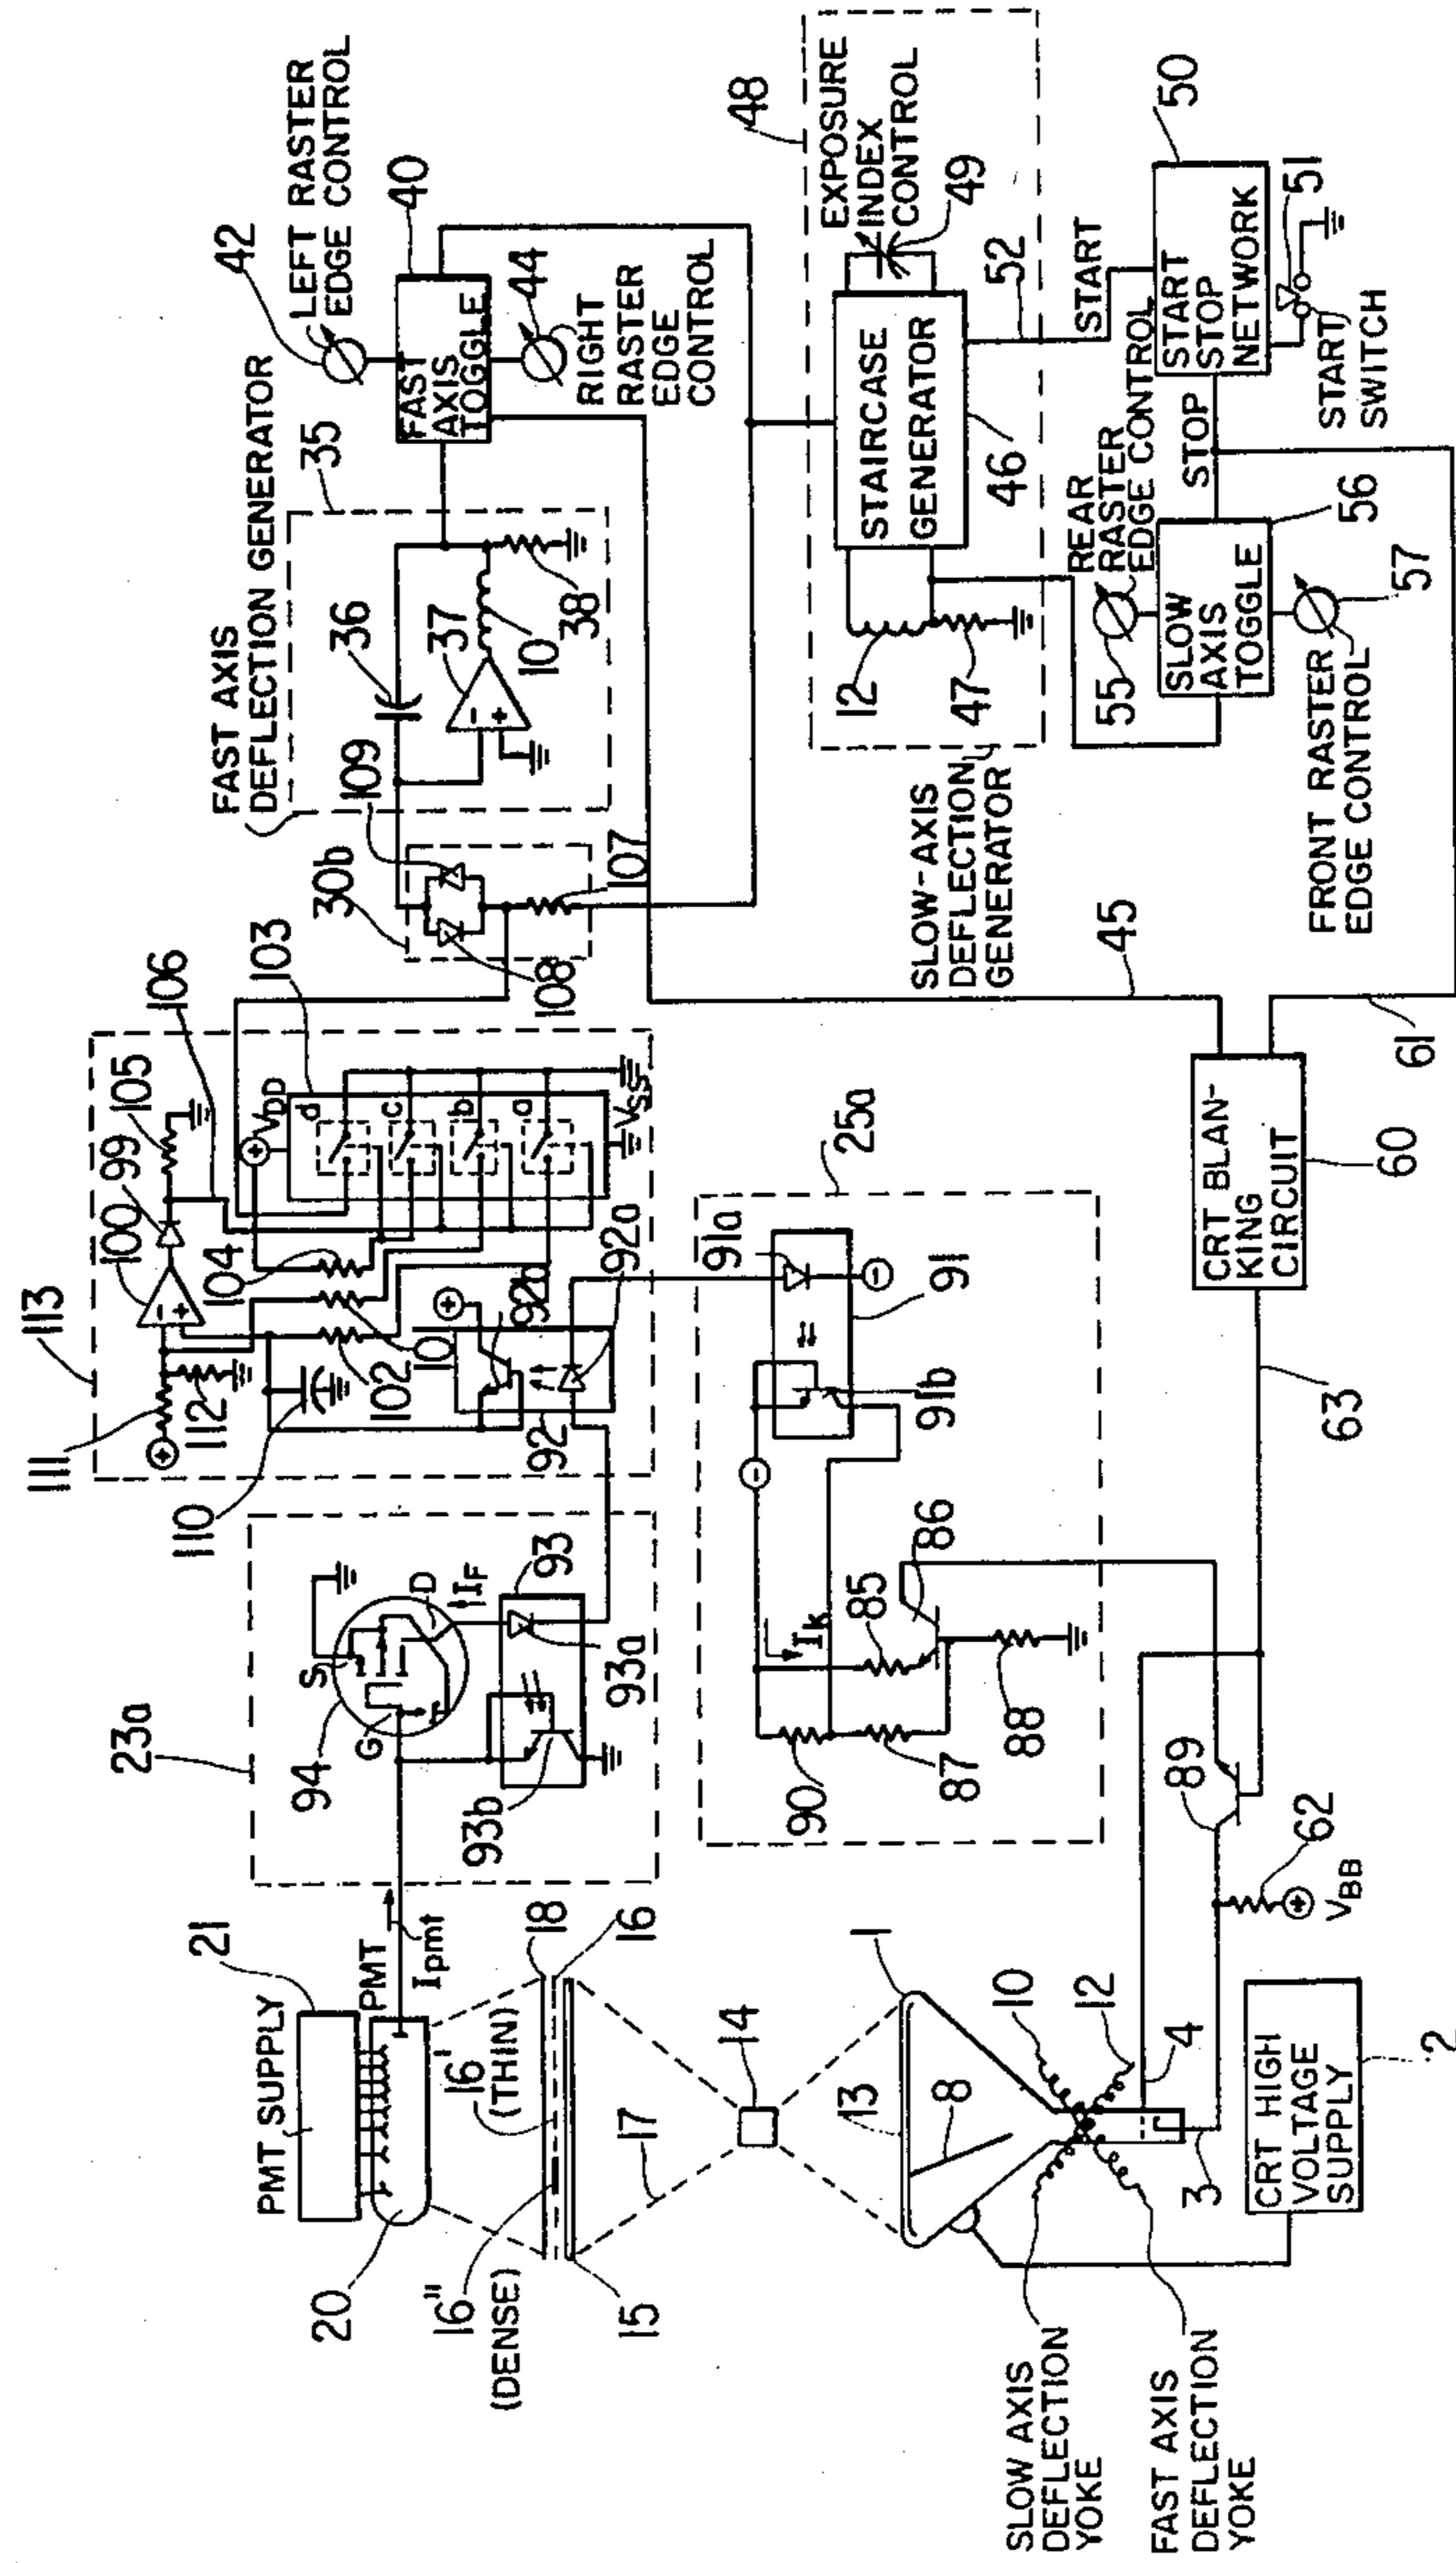 21
PMT SUPPLY
PMT
Ipmt
20
16'
(THIN)
18
16
16"
(DENSE)
15
17
14
13
1
8
10
12
4
3
SLOW AXIS
DEFLECTION
YOKE
FAST AXIS
DEFLECTION
YOKE
CRT HIGH
VOLTAGE
SUPPLY
2
89
62
VBB
23a
94
S
G
D
IF
93
93a
93b
113
111
112
110
100
99
105
106
104
102
92
92a
VDD
d
c
b
a
VSS
103
25a
91a
91
91b
IK
85
86
90
87
88
63
30b
109
108
107
FAST AXIS
DEFLECTION GENERATOR
35
36
37
10
38
42
LEFT RASTER
EDGE CONTROL
40
FAST
AXIS
TOGGLE
44
RIGHT
RASTER
EDGE
CONTROL
48
EXPOSURE
INDEX
CONTROL
49
STAIRCASE
GENERATOR
46
12
47
SLOW-AXIS
DEFLECTION
GENERATOR
52
START
50
START
STOP
NETWORK
51
START
SWITCH
STOP
REAR
RASTER
EDGE CONTROL
55
SLOW
AXIS
TOGGLE
56
57
FRONT RASTER
EDGE CONTROL
45
61
CRT BLAN-
KING
CIRCUIT
60